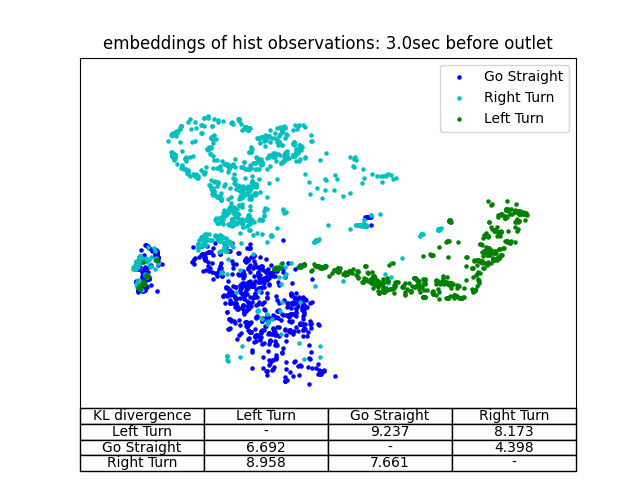 embeddings of hist observations: 3.0sec before outlet
Go Straight
Right Turn
Left Turn
KL divergence Left Turn Go Straight Right Turn
Left Turn - 9.237 8.173
Go Straight 6.692 - 4.398
Right Turn 8.958 7.661 -